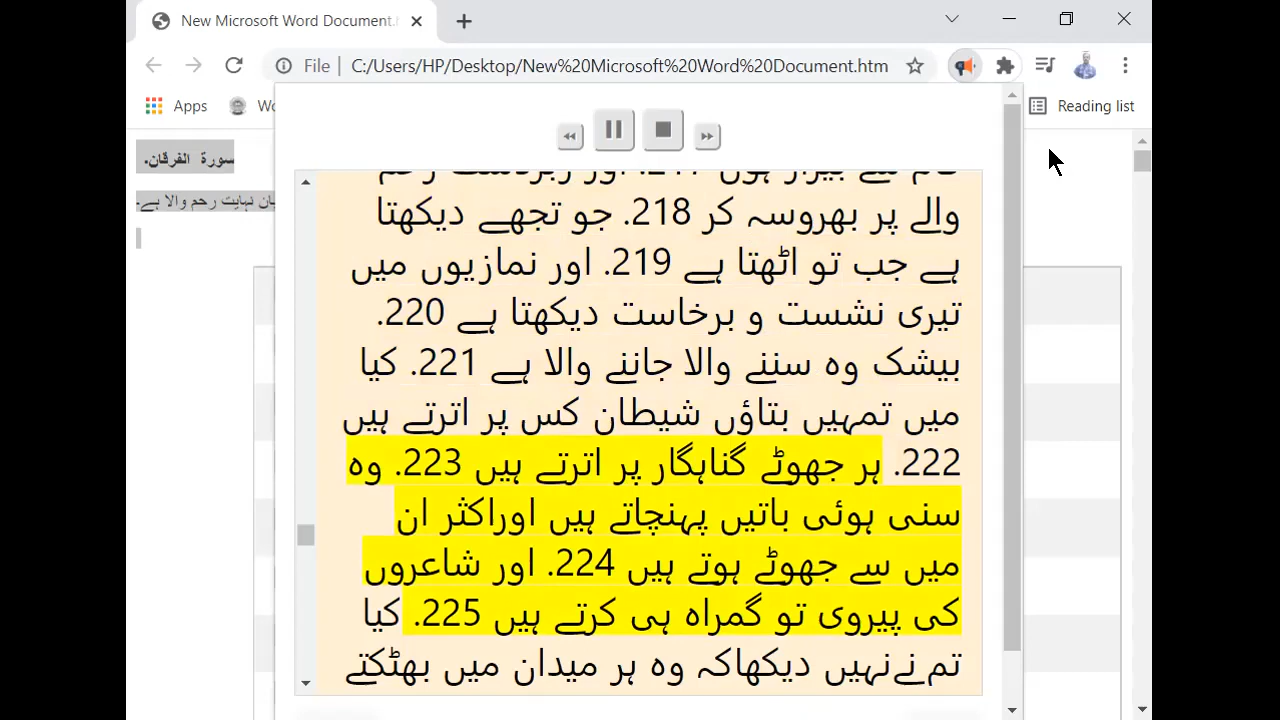 New Microsoft Word Document.h
File | C:/Users/HP/Desktop/New%20Microsoft%20Word%20Document.htm
Apps
Wo
Reading list
سورة الفرقان.
نہایت رحم والا ہے۔
والے پر بھروسہ کر 218. جو تجھے دیکھتا
ہے جب تو اٹھتا ہے 219. اور نمازیوں میں
تیری نشست و برخاست دیکھتا ہے 220.
بیشک وہ سننے والا جاننے والا ہے 221. کیا
میں تمہیں بتاؤں شیطان کس پر اترتے ہیں
222. ہر جھوٹے گناہگار پر اترتے ہیں 223. وہ
سنی ہوئی باتیں پہنچاتے ہیں اوراکثر ان
میں سے جھوٹے ہوتے ہیں 224. اور شاعروں
کی پیروی تو گمراہ ہی کرتے ہیں 225. کیا
تم نےنہیں دیکھاکہ وہ ہر میدان میں بھٹکتے